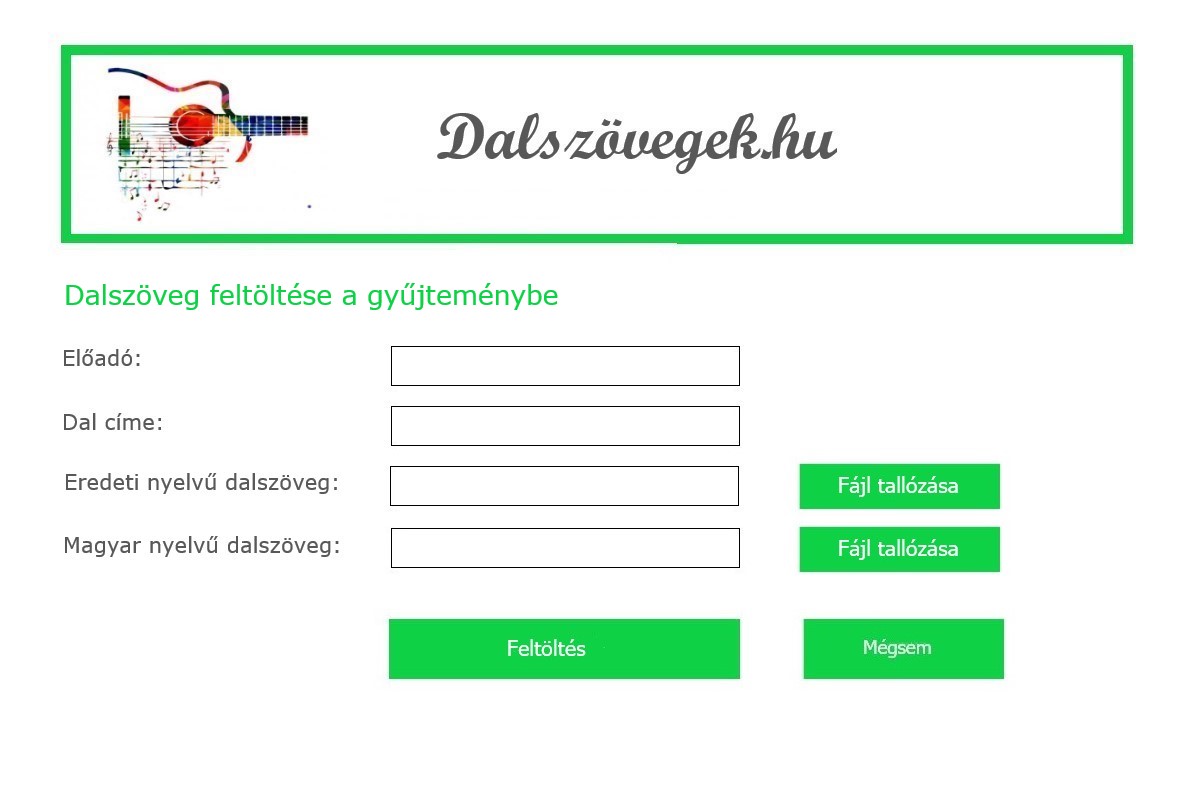 Dalszövegek.hu
Dalszöveg feltöltése a gyűjteménybe
Előadó:
Dal címe:
Eredeti nyelvű dalszöveg:
Fájl tallózása
Magyar nyelvű dalszöveg:
Fájl tallózása
Feltöltés
Mégsem